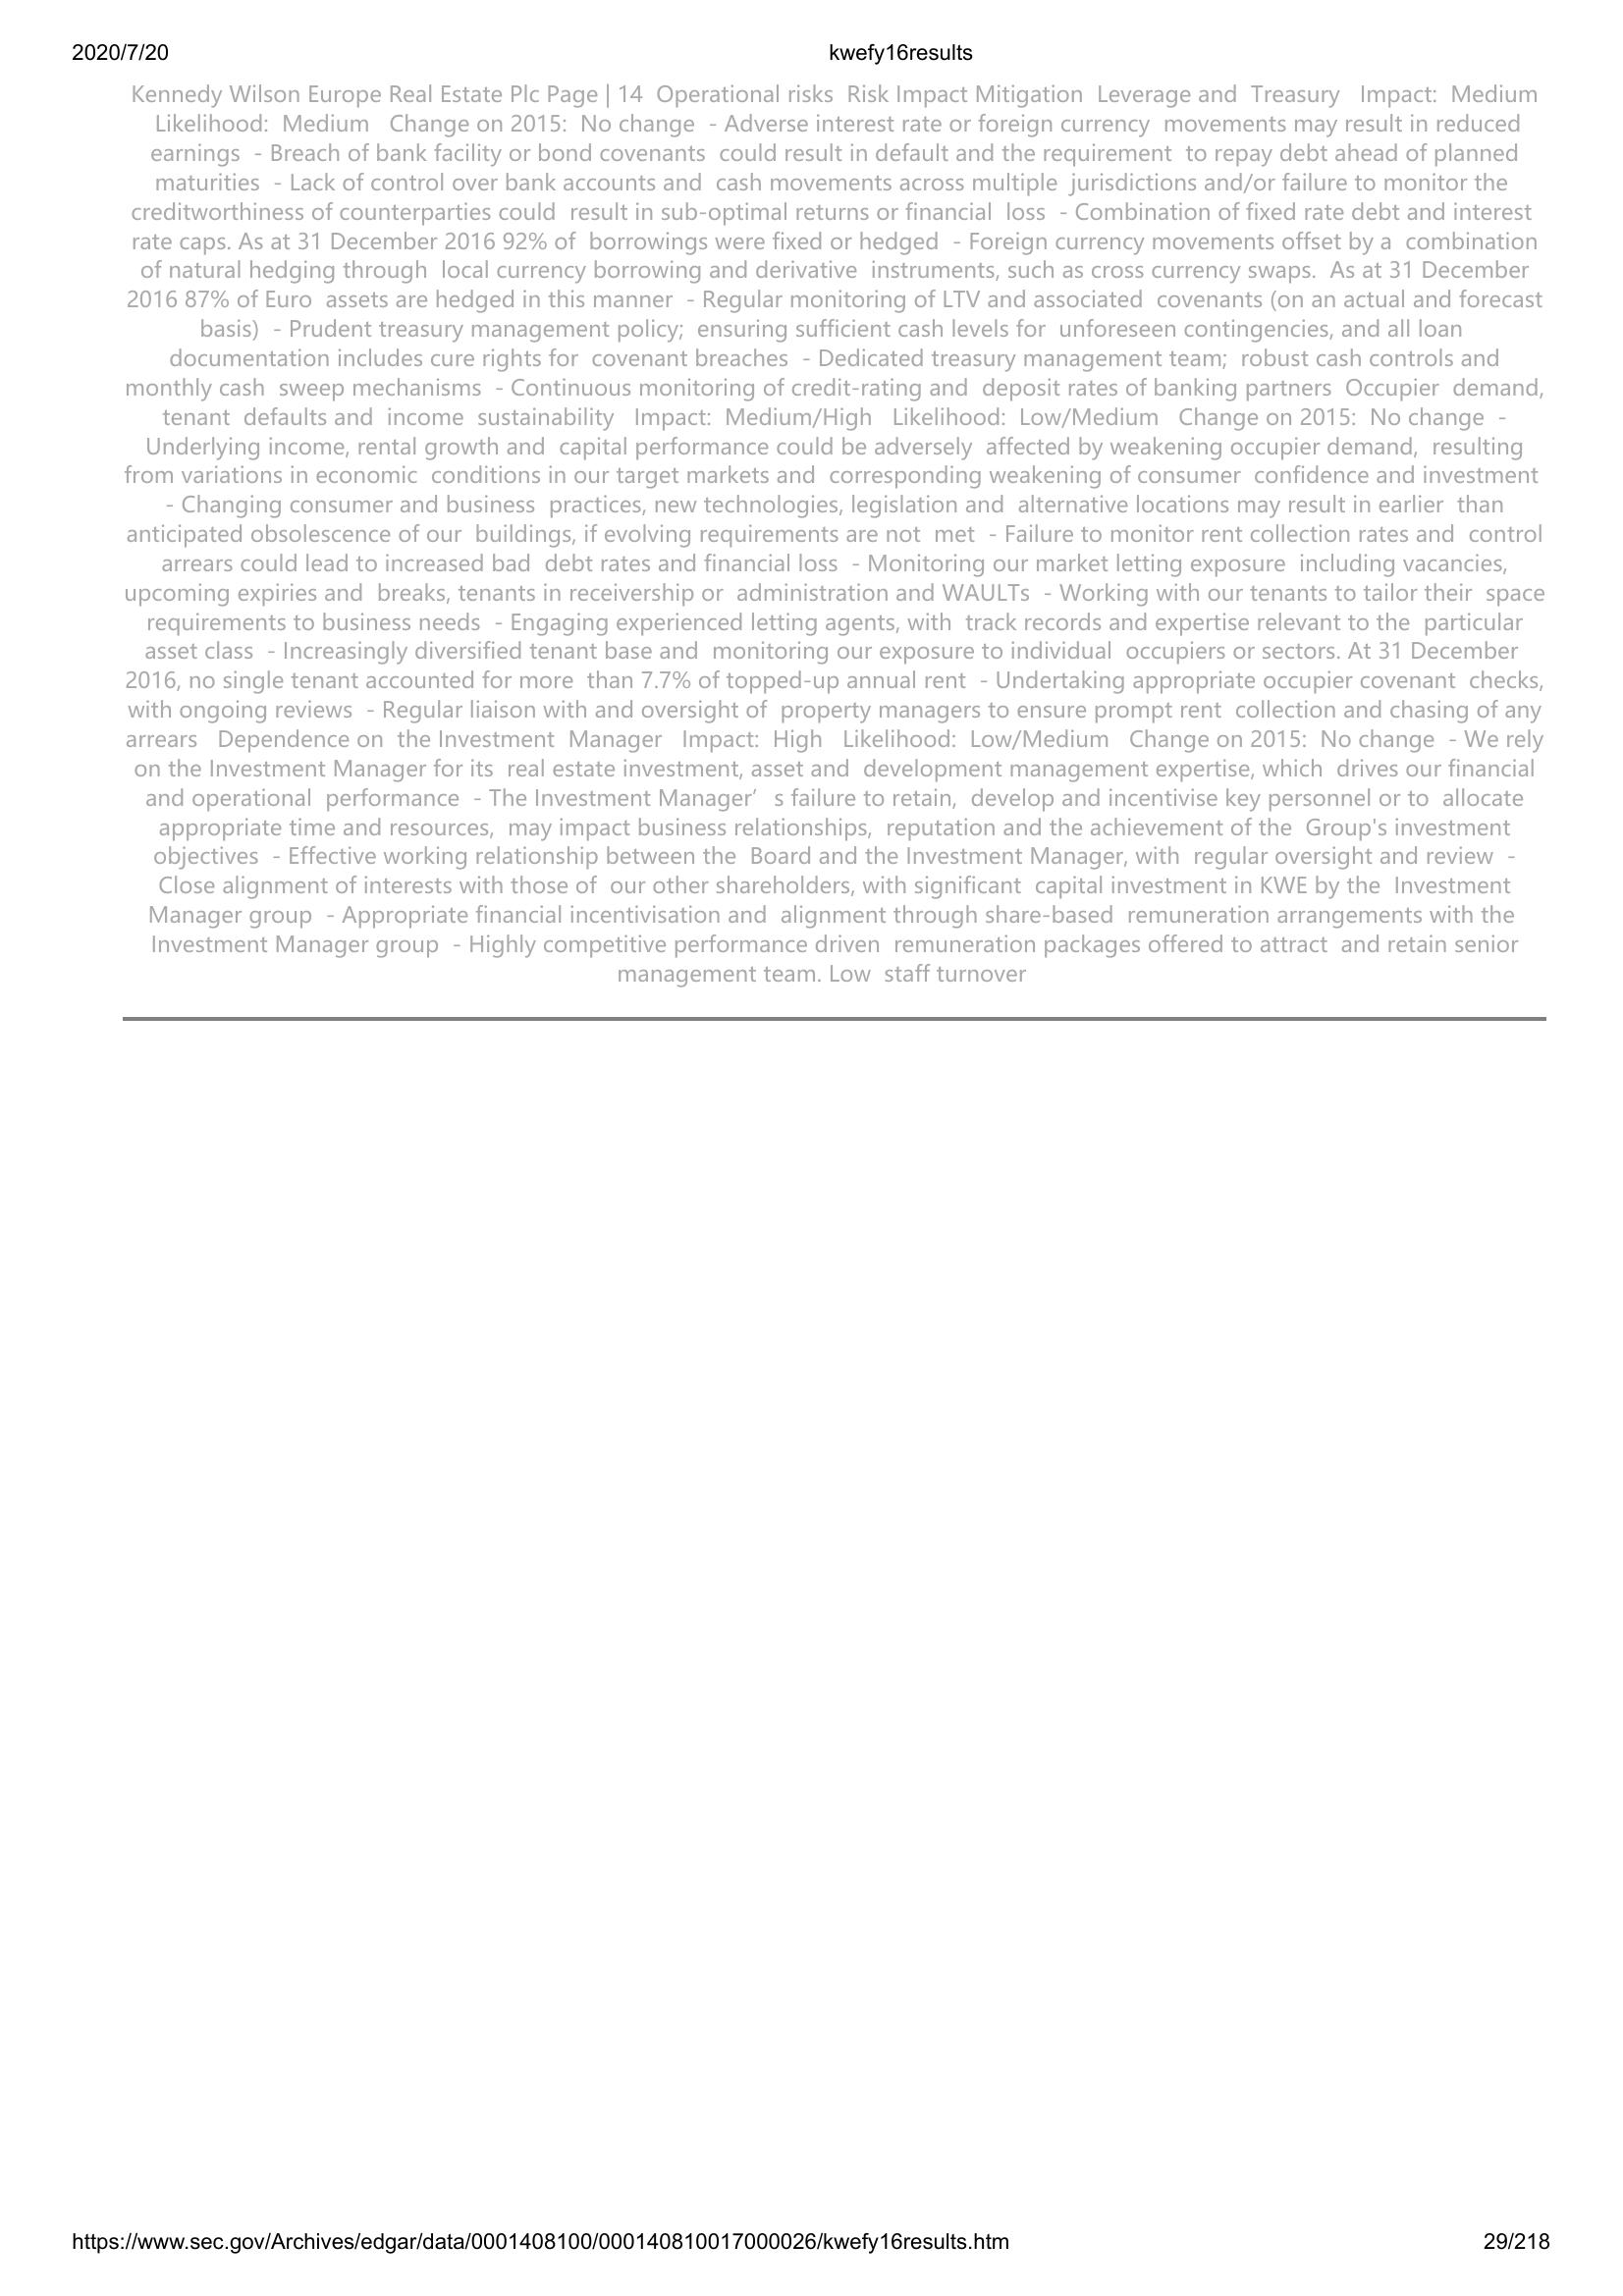 2020/7/20 kwefy16results
Kennedy Wilson Europe Real Estate Plc Page | 14 Operational risks Risk Impact Mitigation Leverage and Treasury Impact: Medium
Likelihood: Medium Change on 2015: No change - Adverse interest rate or foreign currency movements may result in reduced
earnings - Breach of bank facility or bond covenants could result in default and the requirement to repay debt ahead of planned
maturities - Lack of control over bank accounts and cash movements across multiple jurisdictions and/or failure to monitor the
creditworthiness of counterparties could result in sub-optimal returns or financial loss - Combination of fixed rate debt and interest
rate caps. As at 31 December 2016 92% of borrowings were fixed or hedged - Foreign currency movements offset by a combination
of natural hedging through local currency borrowing and derivative instruments, such as cross currency swaps. As at 31 December
2016 87% of Euro assets are hedged in this manner - Regular monitoring of LTV and associated covenants (on an actual and forecast
basis) - Prudent treasury management policy; ensuring sufficient cash levels for unforeseen contingencies, and all loan
documentation includes cure rights for covenant breaches - Dedicated treasury management team; robust cash controls and
monthly cash sweep mechanisms - Continuous monitoring of credit-rating and deposit rates of banking partners Occupier demand,
tenant defaults and income sustainability Impact: Medium/High Likelihood: Low/Medium Change on 2015: No change -
Underlying income, rental growth and capital performance could be adversely affected by weakening occupier demand, resulting
from variations in economic conditions in our target markets and corresponding weakening of consumer confidence and investment
- Changing consumer and business practices, new technologies, legislation and alternative locations may result in earlier than
anticipated obsolescence of our buildings, if evolving requirements are not met - Failure to monitor rent collection rates and control
arrears could lead to increased bad debt rates and financial loss - Monitoring our market letting exposure including vacancies,
upcoming expiries and breaks, tenants in receivership or administration and WAULTs - Working with our tenants to tailor their space
requirements to business needs - Engaging experienced letting agents, with track records and expertise relevant to the particular
asset class - Increasingly diversified tenant base and monitoring our exposure to individual occupiers or sectors. At 31 December
2016, no single tenant accounted for more than 7.7% of topped-up annual rent - Undertaking appropriate occupier covenant checks,
with ongoing reviews - Regular liaison with and oversight of property managers to ensure prompt rent collection and chasing of any
arrears Dependence on the Investment Manager Impact: High Likelihood: Low/Medium Change on 2015: No change - We rely
on the Investment Manager for its real estate investment, asset and development management expertise, which drives our financial
and operational performance - The Investment Manager’ s failure to retain, develop and incentivise key personnel or to allocate
appropriate time and resources, may impact business relationships, reputation and the achievement of the Group's investment
objectives - Effective working relationship between the Board and the Investment Manager, with regular oversight and review -
Close alignment of interests with those of our other shareholders, with significant capital investment in KWE by the Investment
Manager group - Appropriate financial incentivisation and alignment through share-based remuneration arrangements with the
Investment Manager group - Highly competitive performance driven remuneration packages offered to attract and retain senior
management team. Low staff turnover
https://www.sec.gov/Archives/edgar/data/0001408100/000140810017000026/kwefy16results.htm 29/218